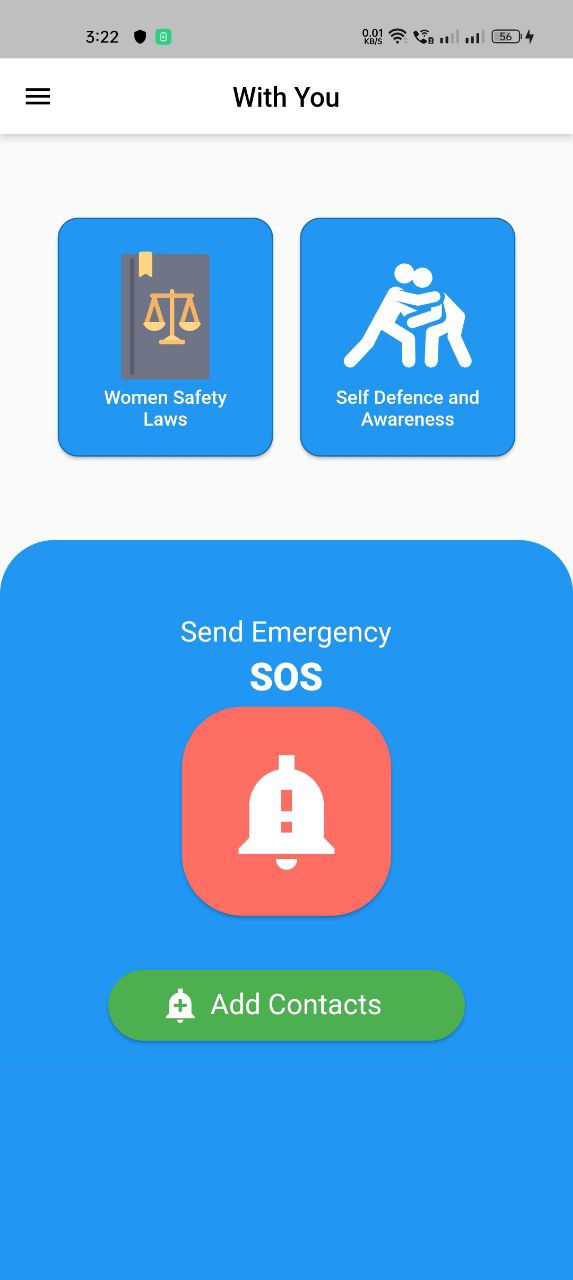 3:22
0.01
KB/S
56
With You
Women Safety
Laws
Self Defence and
Awareness
Send Emergency
SOS
Add Contacts